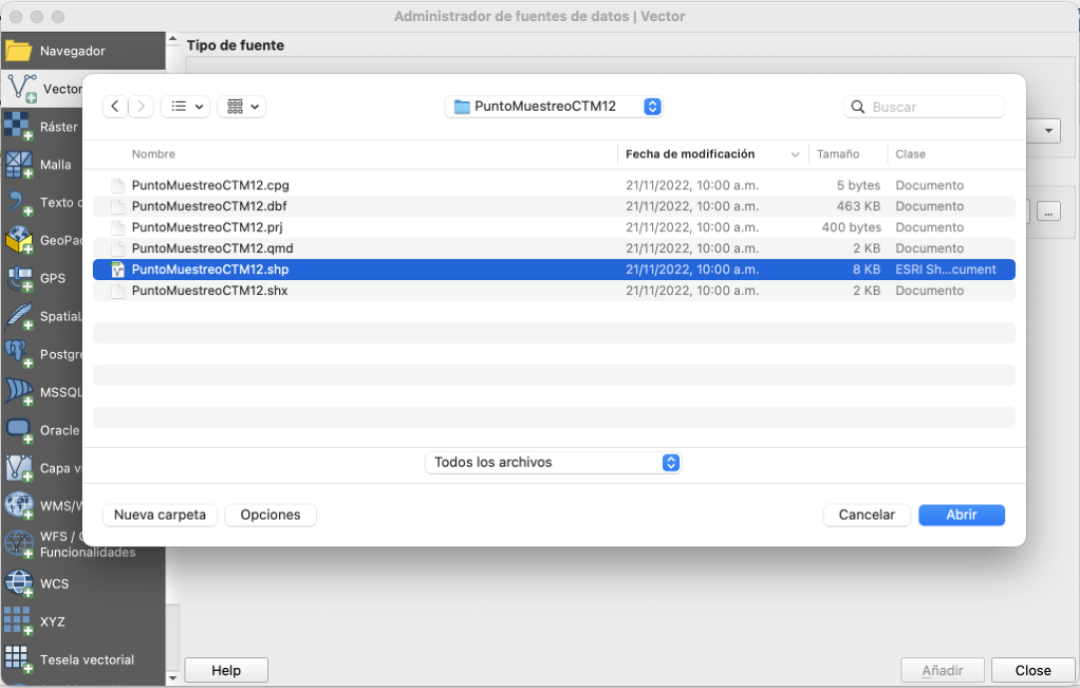 Administrador de fuentes de datos | Vector
Navegador
Tipo de fuente
Vector
PuntoMuestreoCTM12
Buscar
Ráster
Nombre
Fecha de modificación
Tamaño
Clase
Malla
PuntoMuestreoCTM12.cpg
21/11/2022, 10:00 a.m.
5 bytes
Documento
Texto
PuntoMuestreoCTM12.dbf
21/11/2022, 10:00 a.m.
463 KB
Documento
...
PuntoMuestreoCTM12.prj
21/11/2022, 10:00 a.m.
400 bytes
Documento
GeoPac
PuntoMuestreoCTM12.qmd
21/11/2022, 10:00 a.m.
2 KB
Documento
GPS
PuntoMuestreoCTM12.shp
21/11/2022, 10:00 a.m.
8 KB
ESRI Sh...cument
PuntoMuestreoCTM12.shx
21/11/2022, 10:00 a.m.
2 KB
Documento
SpatiaL
Postgre
MSSQL
Oracle
Capa vi
Todos los archivos
WMS/W
Nueva carpeta
Opciones
Cancelar
Abrir
WFS /
Funcionalidades
WCS
XYZ
Tesela vectorial
Help
Añadir
Close